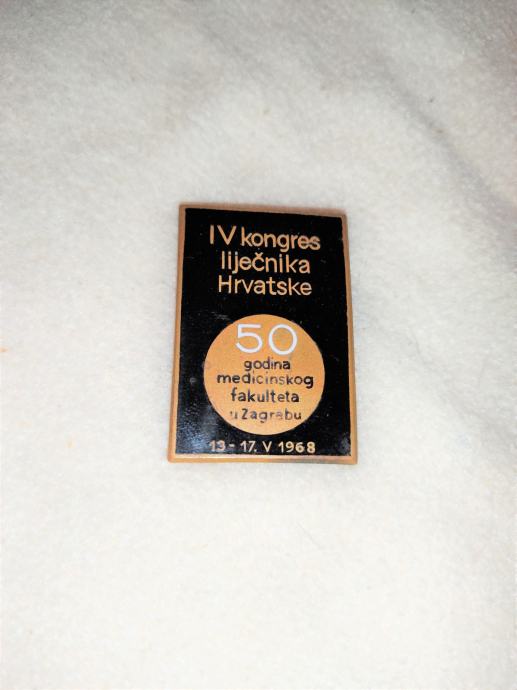 IV kongres
liječnika
Hrvatske
50
godina
medicinskog
fakulteta
u Zagrebu
13-17. V 1968